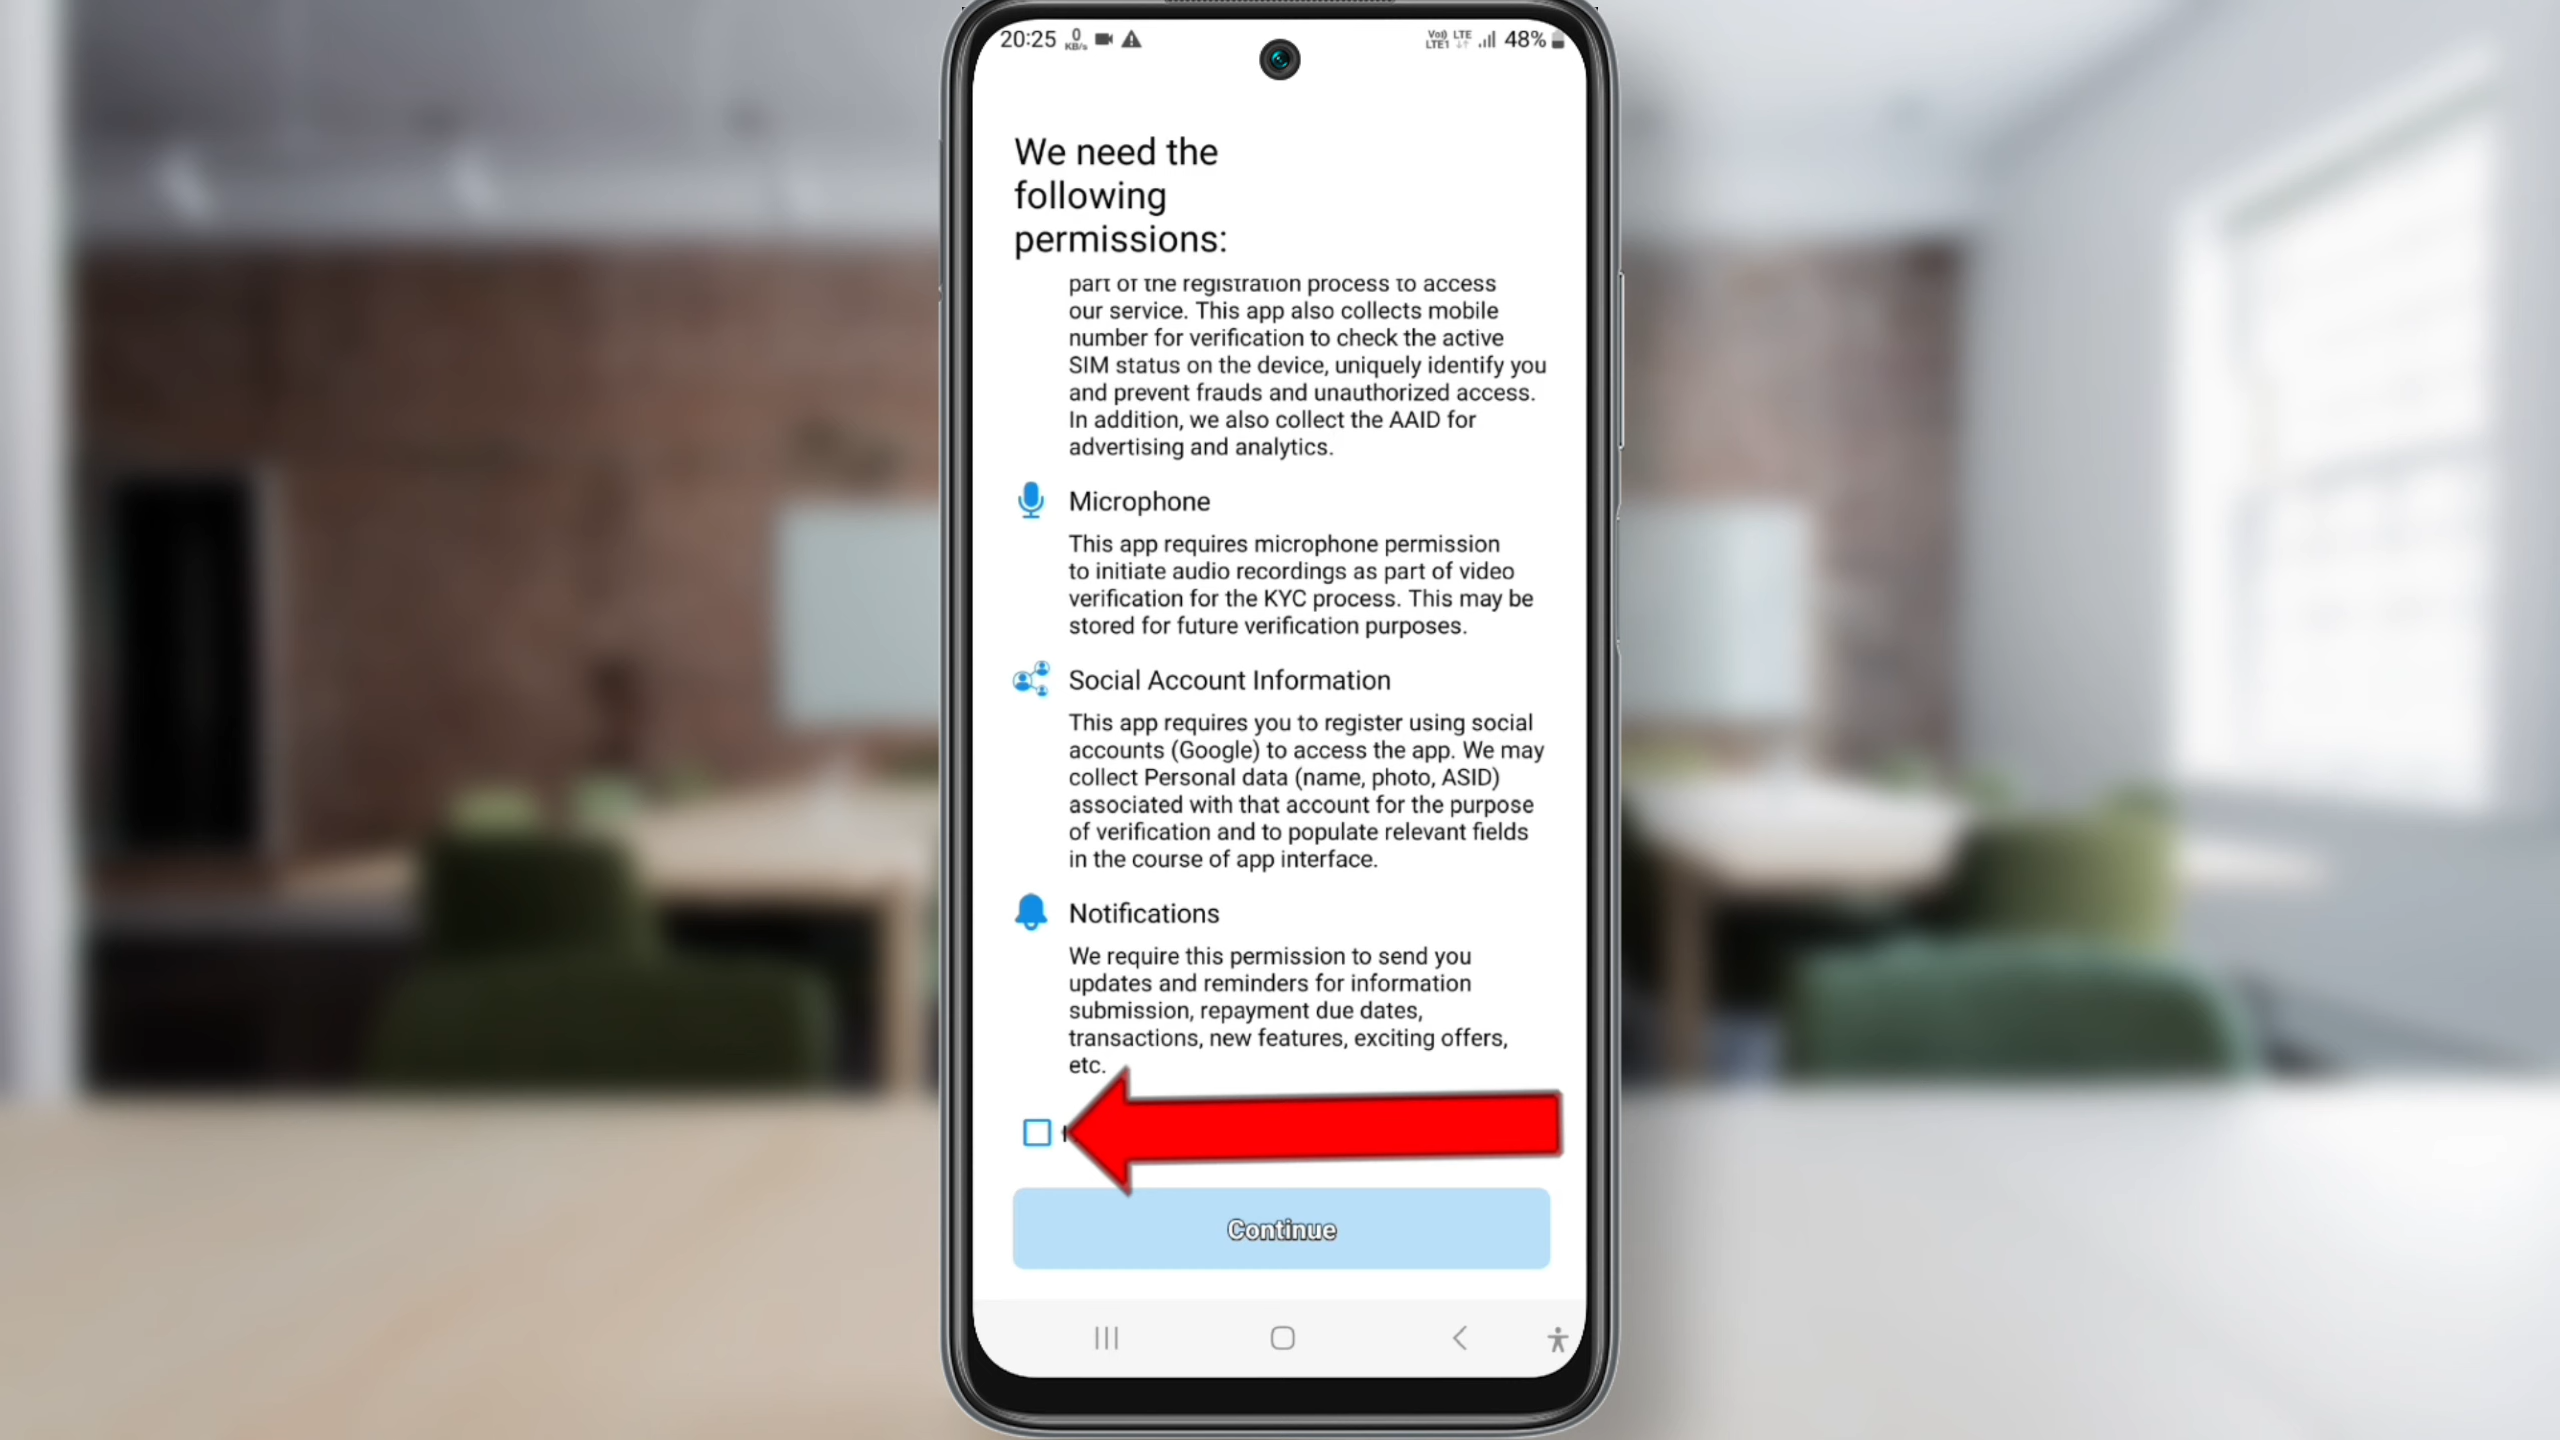 20:25 0 KB/s Vo)) LTE1 LTE 48%
We need the
following
permissions:
part of the registration process to access
our service. This app also collects mobile
number for verification to check the active
SIM status on the device, uniquely identify you
and prevent frauds and unauthorized access.
In addition, we also collect the AAID for
advertising and analytics.
Microphone
This app requires microphone permission
to initiate audio recordings as part of video
verification for the KYC process. This may be
stored for future verification purposes.
Social Account Information
This app requires you to register using social
accounts (Google) to access the app. We may
collect Personal data (name, photo, ASID)
associated with that account for the purpose
of verification and to populate relevant fields
in the course of app interface.
Notifications
We require this permission to send you
updates and reminders for information
submission, repayment due dates,
transactions, new features, exciting offers,
etc.
Continue